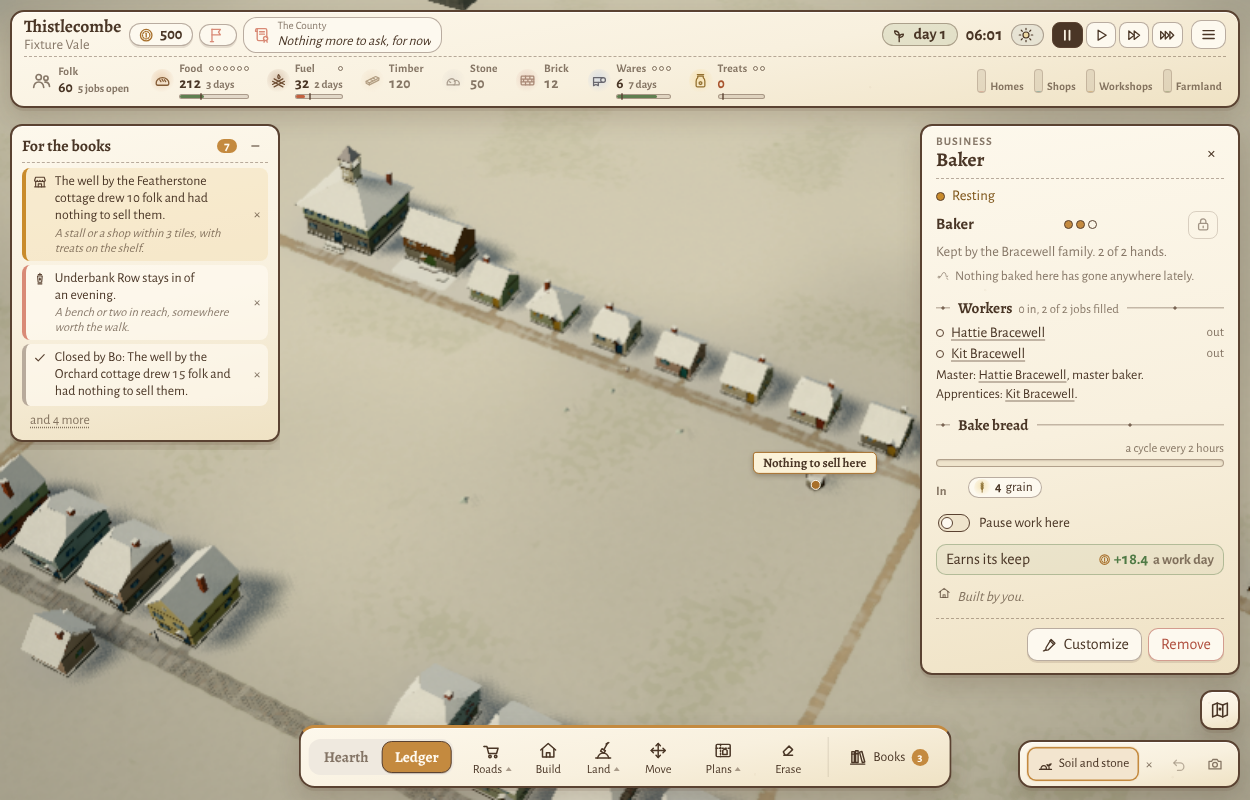 Thistlecombe
Fixture Vale
500
The County
Nothing more to ask, for now
day 1
06:01
Folk
60 5 jobs open
Food
212 3 days
Fuel
32 2 days
Timber
120
Stone
50
Brick
12
Wares
6 7 days
Treats
0
Homes
Shops
Workshops
Farmland
For the books
7
The well by the Featherstone
cottage drew 10 folk and had
nothing to sell them.
A stall or a shop within 3 tiles, with
treats on the shelf.
Underbank Row stays in of
an evening.
A bench or two in reach, somewhere
worth the walk.
Closed by Bo: The well by the
Orchard cottage drew 15 folk and
had nothing to sell them.
and 4 more
Nothing to sell here
BUSINESS
Baker
Resting
Baker
Kept by the Bracewell family. 2 of 2 hands.
Nothing baked here has gone anywhere lately.
Workers 0 in, 2 of 2 jobs filled
Hattie Bracewell out
Kit Bracewell out
Master: Hattie Bracewell, master baker.
Apprentices: Kit Bracewell.
Bake bread
a cycle every 2 hours
In 4 grain
Pause work here
Earns its keep +18.4 a work day
Built by you.
Customize
Remove
Hearth
Ledger
Roads
Build
Land
Move
Plans
Erase
Books 3
Soil and stone